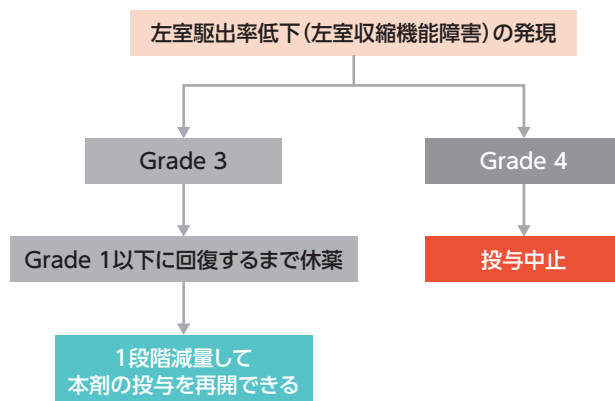 左室駆出率低下（左室収縮機能障害）の発現
Grade 3
Grade 4
Grade 1以下に回復するまで休薬
投与中止
1段階減量して
本剤の投与を再開できる